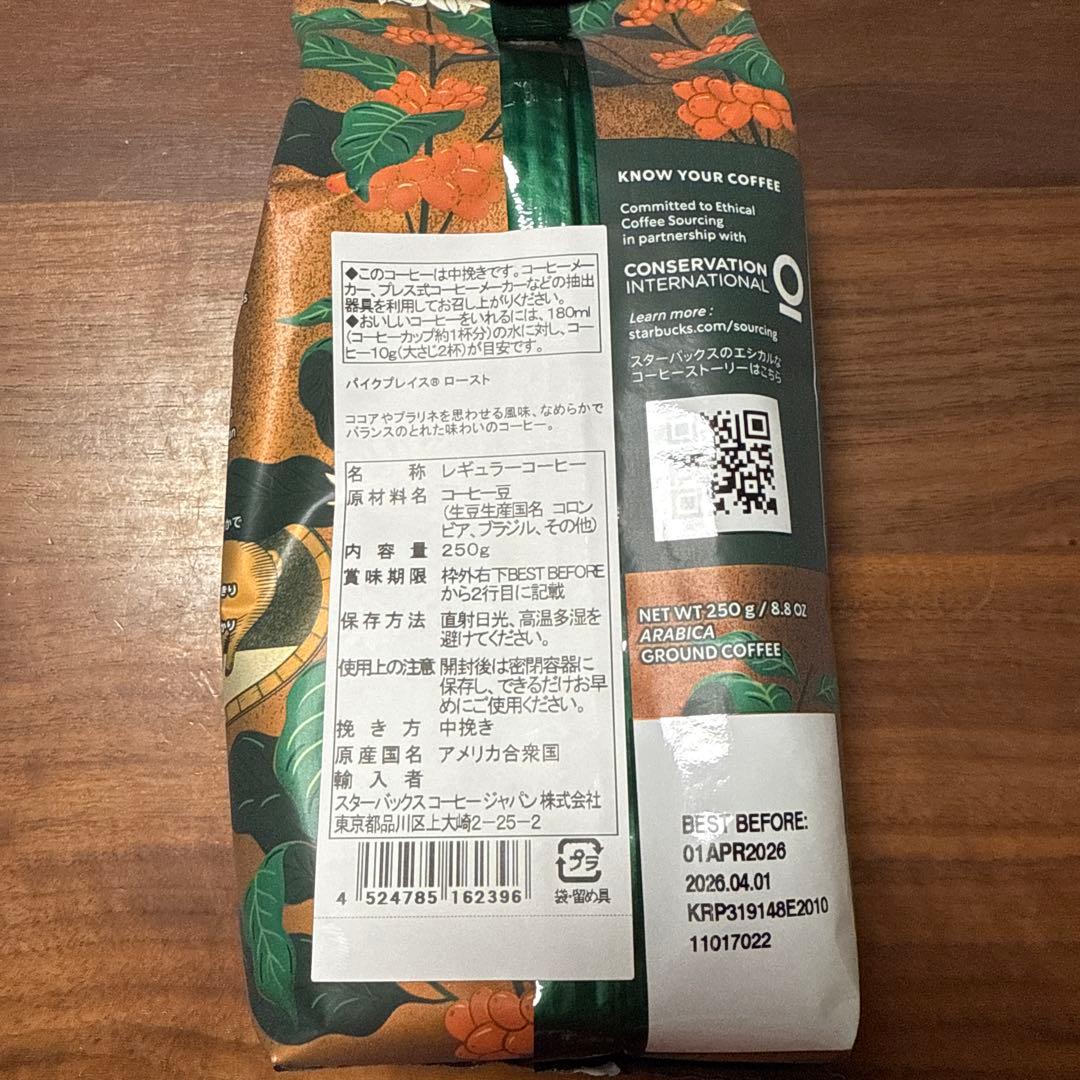 ◆このコーヒーは中挽きです。コーヒーメー
カー、プレス式コーヒーメーカーなどの抽出
器具を利用してお召し上がりください。
◆おいしいコーヒーをいれるには、180ml
(コーヒーカップ約1杯分)の水に対し、コー
ヒー10g(大さじ2杯)が目安です。
パイクプレイス® ロースト
ココアやプラリネを思わせる風味、なめらかで
バランスのとれた味わいのコーヒー。
名称 レギュラーコーヒー
原材料名 コーヒー豆
(生豆生産国名 コロン
ビア、ブラジル、その他)
内容量 250g
賞味期限 枠外右下BEST BEFORE
から2行目に記載
保存方法 直射日光、高温多湿を
避けてください。
使用上の注意 開封後は密閉容器に
保存し、できるだけお早
めにご使用ください。
挽き方 中挽き
原産国名 アメリカ合衆国
輸入者
スターバックス コーヒー ジャパン 株式会社
東京都品川区上大崎2-25-2
4 524785 162396
プラ
袋・留め具
KNOW YOUR COFFEE
Committed to Ethical
Coffee Sourcing
in partnership with
CONSERVATION
INTERNATIONAL
Learn more:
starbucks.com/sourcing
スターバックスのエシカルな
コーヒーストーリーはこちら
NET WT 250 g / 8.8 OZ
ARABICA
GROUND COFFEE
BEST BEFORE:
01APR2026
2026.04.01
KRP319148E2010
11017022